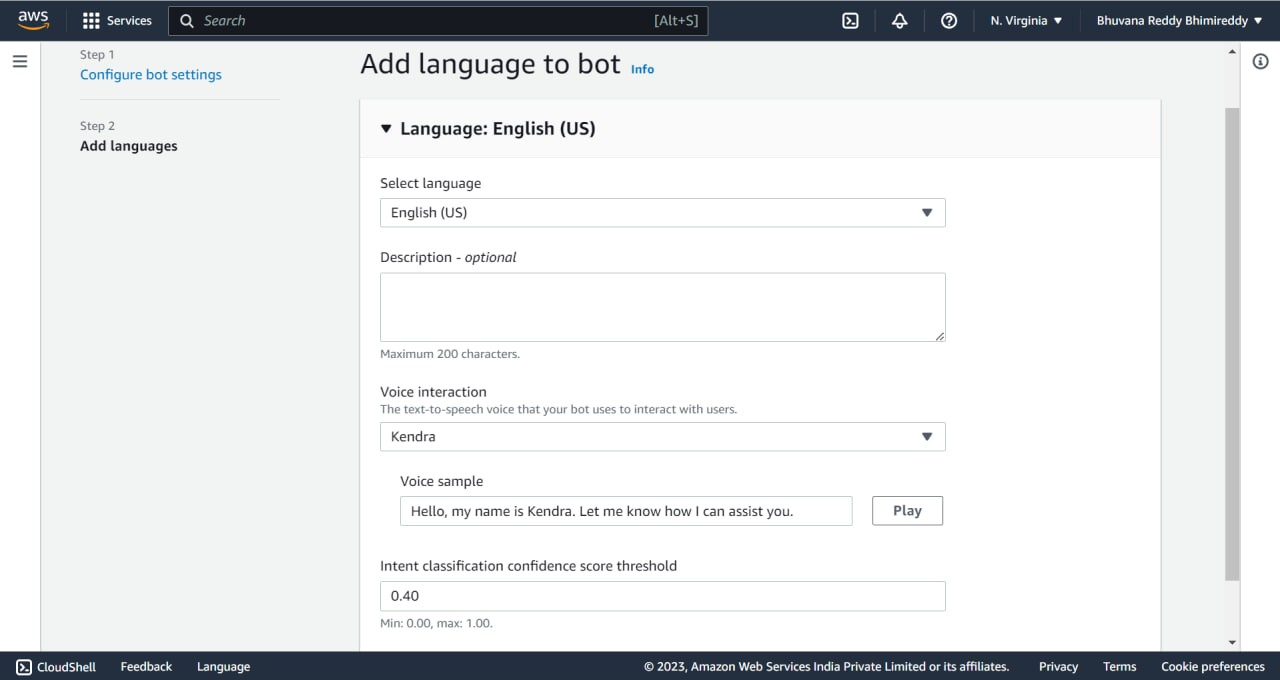 aws Services Search [Alt+S] N. Virginia Bhuvana Reddy Bhimireddy
Step 1
Configure bot settings
Step 2
Add languages
Add language to bot Info
Language: English (US)
Select language
English (US)
Description - optional
Maximum 200 characters.
Voice interaction
The text-to-speech voice that your bot uses to interact with users.
Kendra
Voice sample
Hello, my name is Kendra. Let me know how I can assist you. Play
Intent classification confidence score threshold
0.40
Min: 0.00, max: 1.00.
CloudShell Feedback Language © 2023, Amazon Web Services India Private Limited or its affiliates. Privacy Terms Cookie preferences